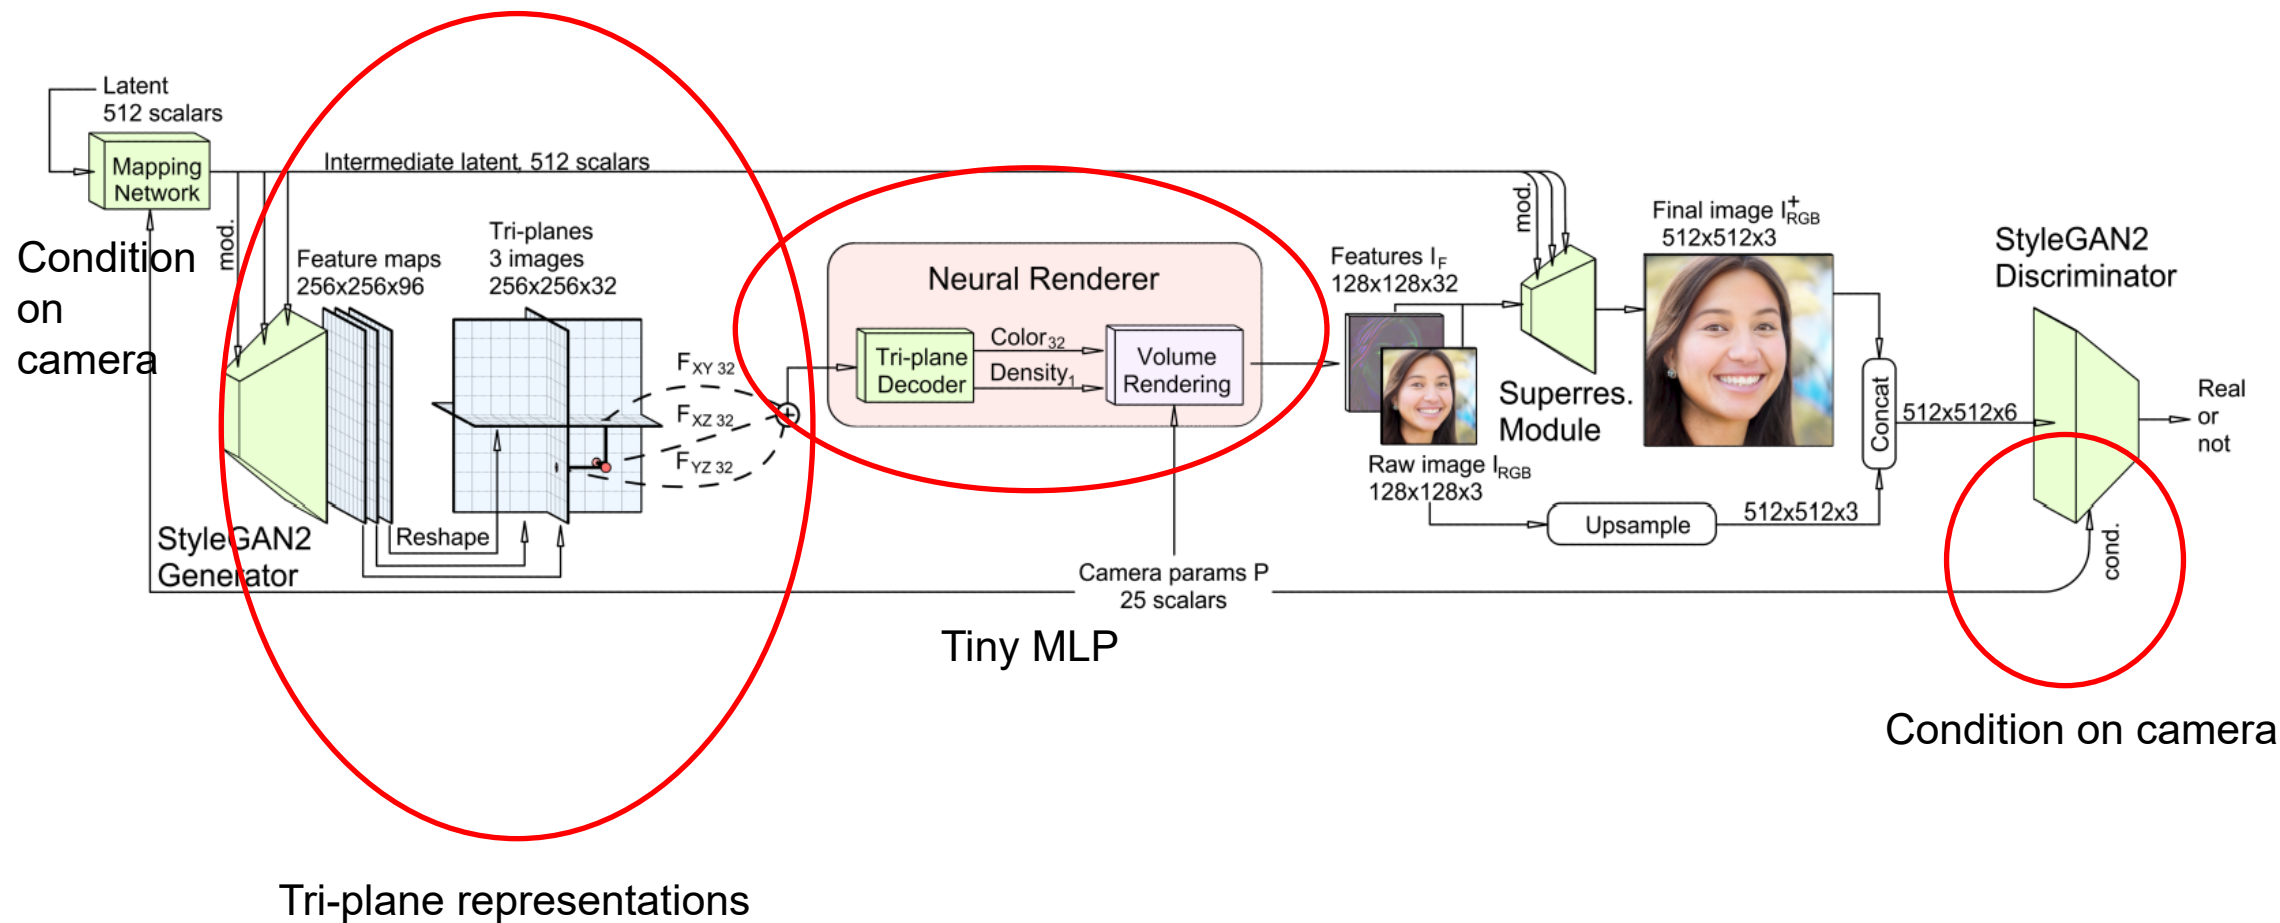 Latent
512 scalars
Mapping
Network
Condition
on
camera
mod.
Intermediate latent, 512 scalars
Feature maps
256x256x96
StyleGAN2
Generator
Reshape
Tri-planes
3 images
256x256x32
F XY 32
F XZ 32
F YZ 32
+
Neural Renderer
Tri-plane
Decoder
Color32
Density1
Volume
Rendering
Camera params P
25 scalars
Tiny MLP
Features IF
128x128x32
Raw image IRGB
128x128x3
mod.
Superres.
Module
Final image I+RGB
512x512x3
Upsample
512x512x3
Concat
512x512x6
StyleGAN2
Discriminator
cond.
Real
or
not
Condition on camera
Tri-plane representations